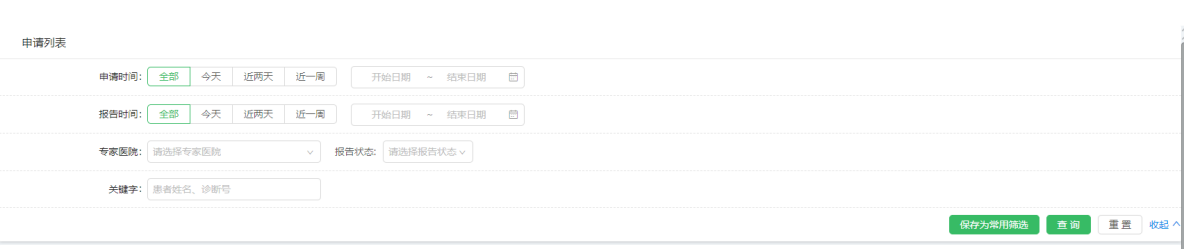 申请列表
申请时间： 全部 今天 近两天 近一周 开始日期 ~ 结束日期
报告时间： 全部 今天 近两天 近一周 开始日期 ~ 结束日期
专家医院： 请选择专家医院 报告状态： 请选择报告状态
关键字： 患者姓名、诊断号
保存为常用筛选 查 询 重 置 收起